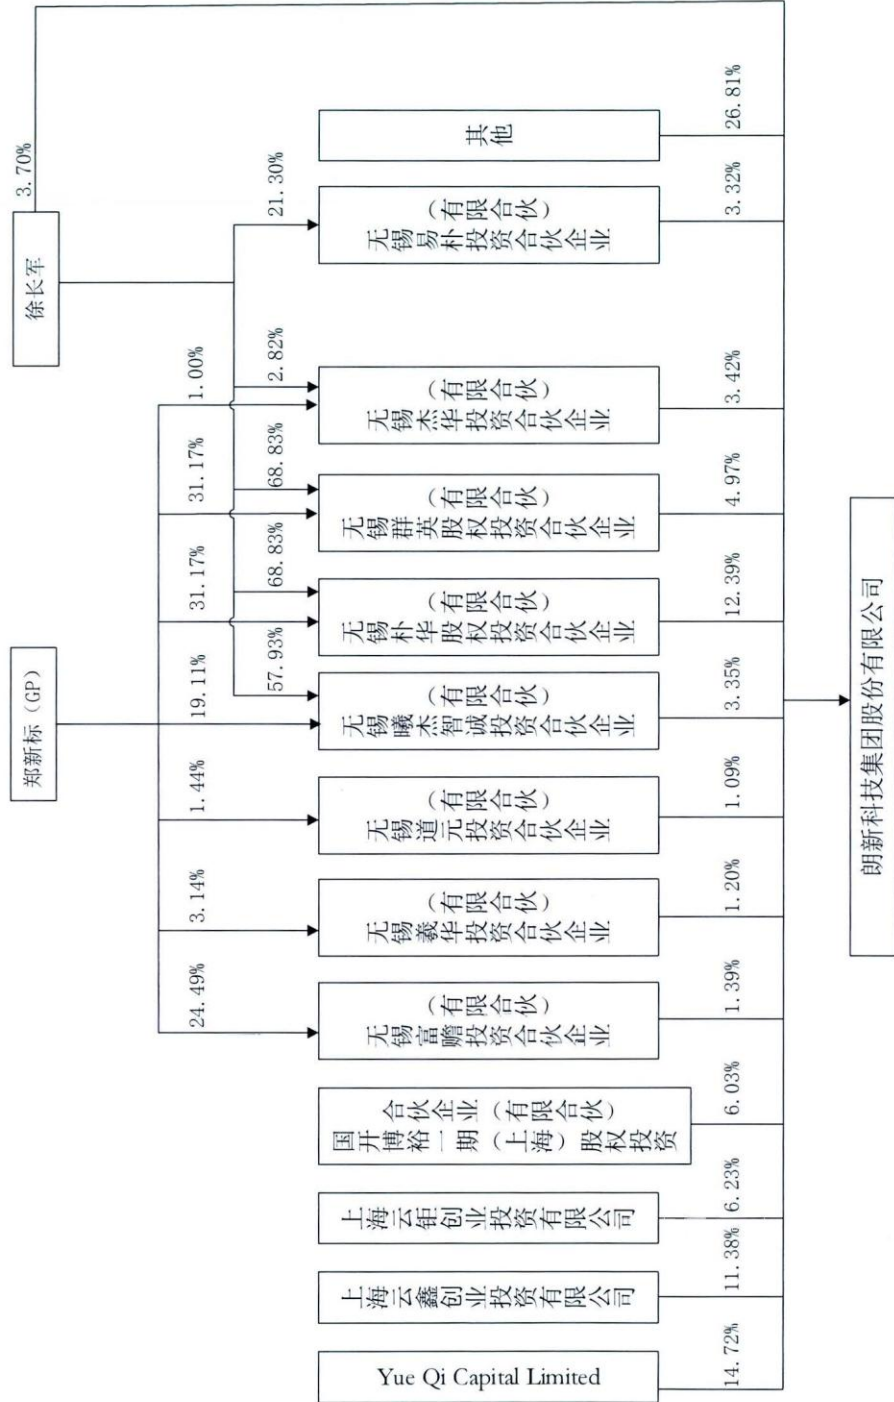 郑新标（GP）
徐长军
3.70%
24.49%
3.14%
1.44%
19.11%
31.17%
31.17%
1.00%
57.93%
68.83%
68.83%
2.82%
21.30%
Yue Qi Capital Limited
上海云鑫创业投资有限公司
上海云钜创业投资有限公司
国开博裕一期（上海）股权投资
合伙企业（有限合伙）
无锡富赡投资合伙企业
（有限合伙）
无锡羲华投资合伙企业
（有限合伙）
无锡道元投资合伙企业
（有限合伙）
无锡曦杰智诚投资合伙企业
（有限合伙）
无锡朴华股权投资合伙企业
（有限合伙）
无锡群英股权投资合伙企业
（有限合伙）
无锡杰华投资合伙企业
（有限合伙）
无锡易朴投资合伙企业
（有限合伙）
其他
14.72%
11.38%
6.23%
6.03%
1.39%
1.20%
1.09%
3.35%
12.39%
4.97%
3.42%
3.32%
26.81%
朗新科技集团股份有限公司